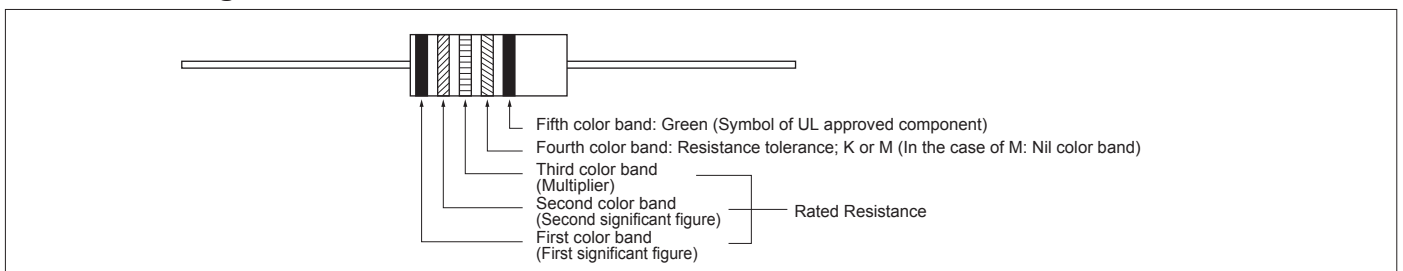 Fifth color band: Green (Symbol of UL approved component)
Fourth color band: Resistance tolerance; K or M (In the case of M: Nil color band)
Third color band
(Multiplier)
Second color band
(Second significant figure)
Rated Resistance
First color band
(First significant figure)